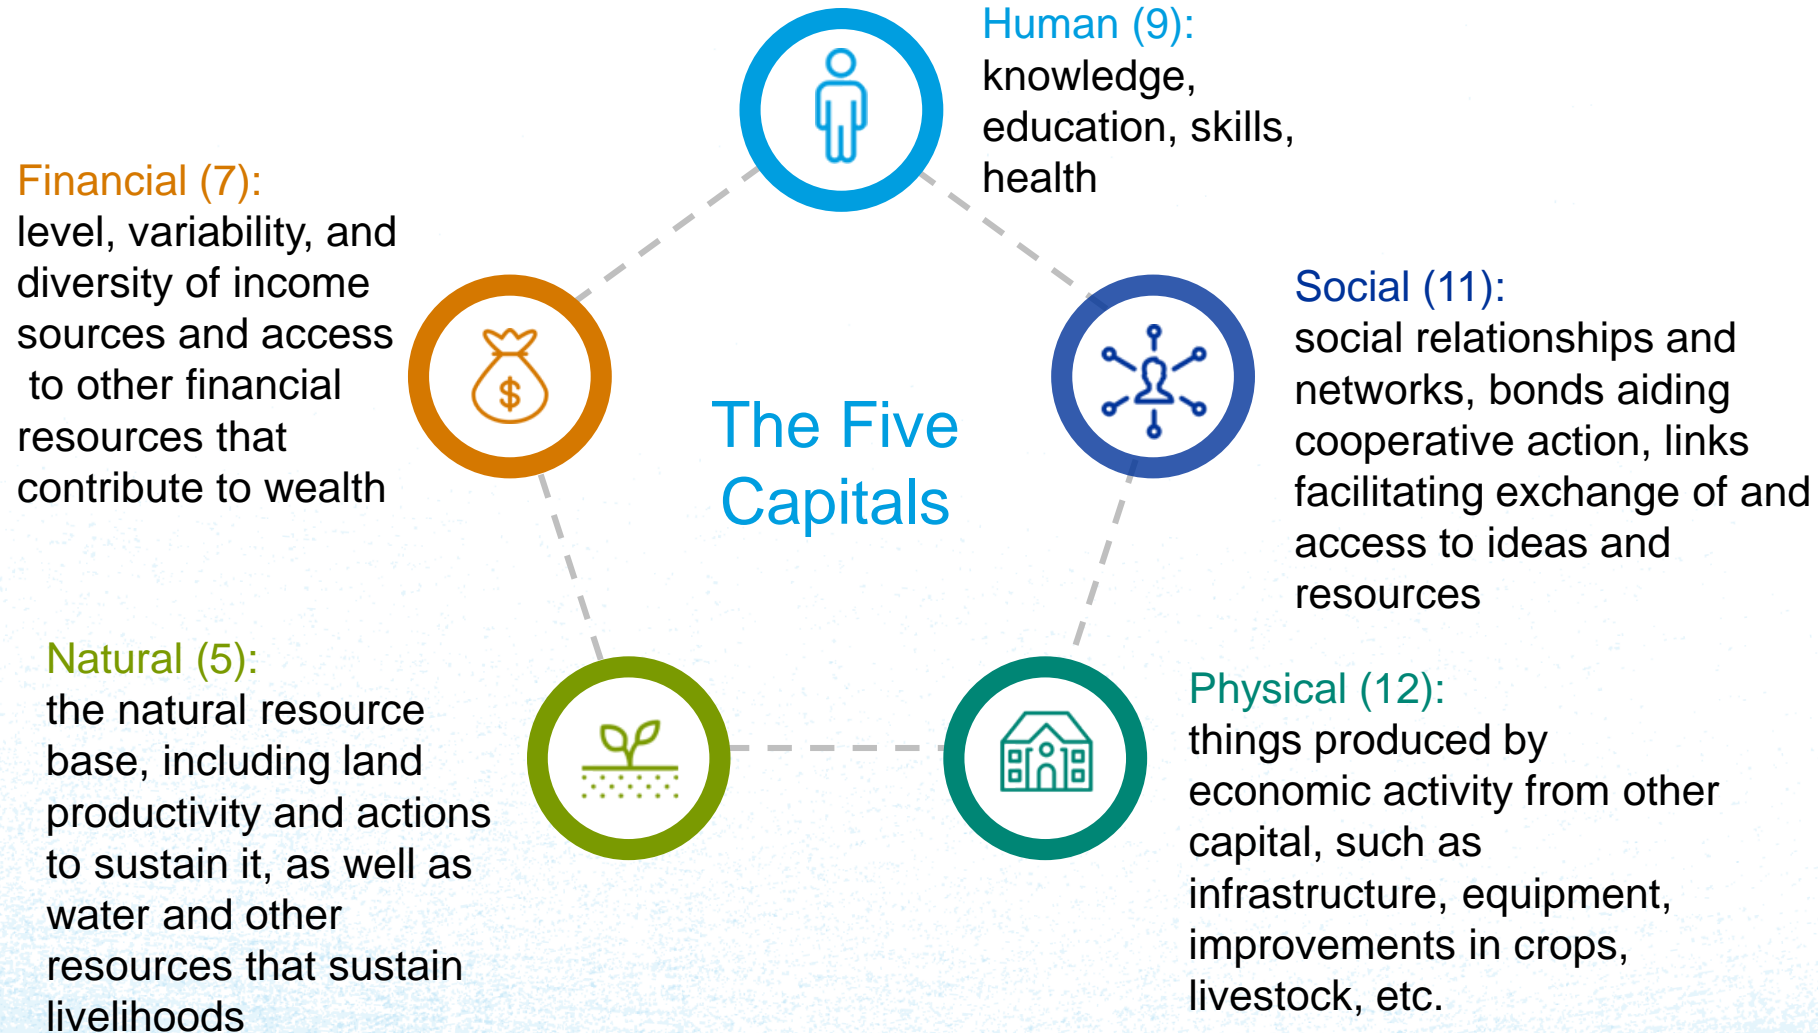 Human (9):
knowledge,
education, skills,
health
Financial (7):
level, variability, and
diversity of income
sources and access
to other financial
resources that
contribute to wealth
$
Social (11):
social relationships and
networks, bonds aiding
cooperative action, links
facilitating exchange of and
access to ideas and
resources
The Five
Capitals
Natural (5):
the natural resource
base, including land
productivity and actions
to sustain it, as well as
water and other
resources that sustain
livelihoods
Physical (12):
things produced by
economic activity from other
capital, such as
infrastructure, equipment,
improvements in crops,
livestock, etc.